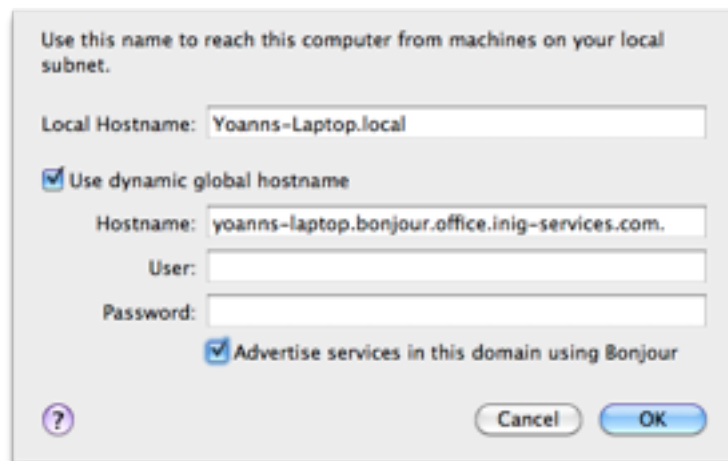 Use this name to reach this computer from machines on your local
subnet.
Local Hostname: Yoanns-Laptop.local
Use dynamic global hostname
Hostname: yoanns-laptop.bonjour.office.inig-services.com.
User:
Password:
Advertise services in this domain using Bonjour
? Cancel OK